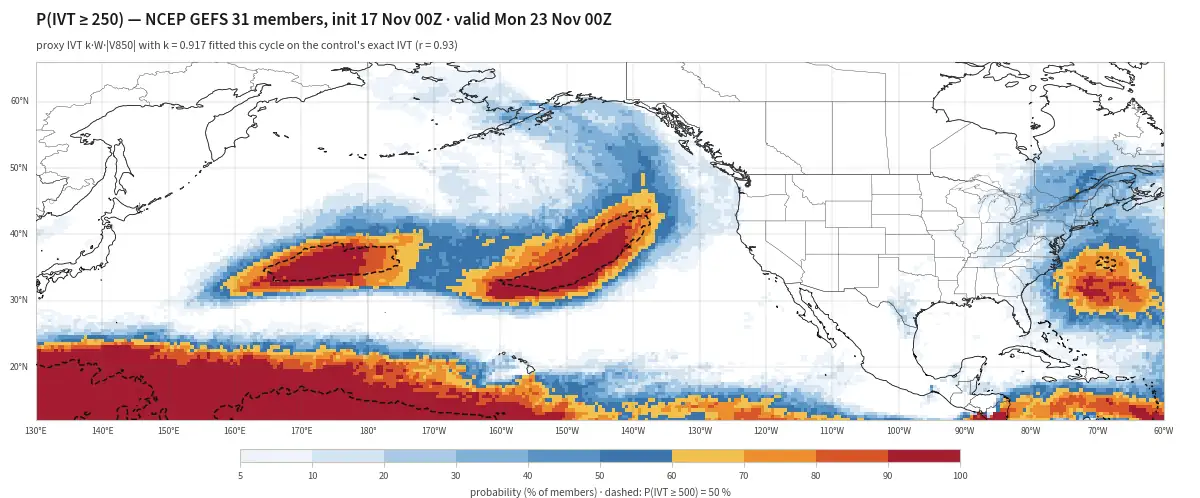 P(IVT ≥ 250) — NCEP GEFS 31 members, init 17 Nov 00Z · valid Mon 23 Nov 00Z
proxy IVT k·W·|V850| with k = 0.917 fitted this cycle on the control's exact IVT (r = 0.93)
60°N
50°N
40°N
30°N
20°N
130°E 140°E 150°E 160°E 170°E 180° 170°W 160°W 150°W 140°W 130°W 120°W 110°W 100°W 90°W 80°W 70°W 60°W
5 10 20 30 40 50 60 70 80 90 100
probability (% of members) · dashed: P(IVT ≥ 500) = 50 %